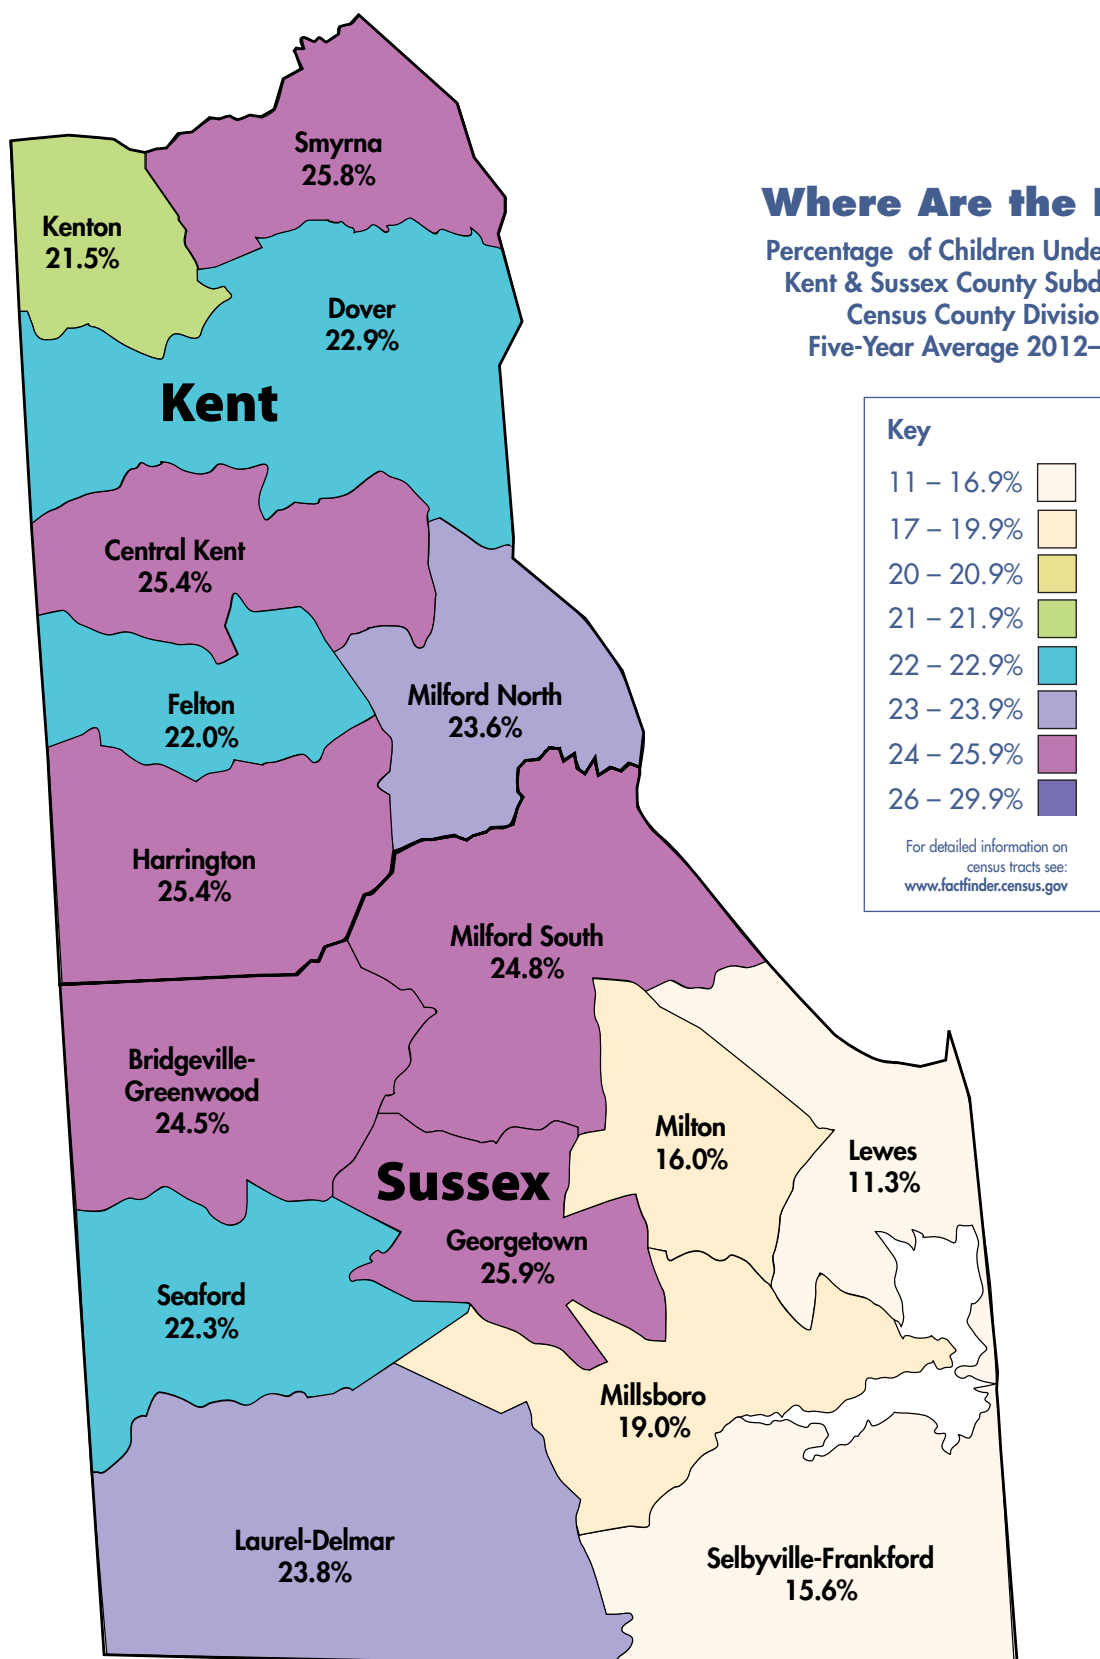 Where Are the
Percentage of Children Unde
Kent & Sussex County Subd
Census County Divisio
Five-Year Average 2012–
Key
11 – 16.9%
17 – 19.9%
20 – 20.9%
21 – 21.9%
22 – 22.9%
23 – 23.9%
24 – 25.9%
26 – 29.9%
For detailed information on
census tracts see:
www.factfinder.census.gov
Smyrna
25.8%
Kenton
21.5%
Dover
22.9%
Kent
Central Kent
25.4%
Felton
22.0%
Milford North
23.6%
Harrington
25.4%
Milford South
24.8%
Bridgeville-
Greenwood
24.5%
Milton
16.0%
Lewes
11.3%
Sussex
Georgetown
25.9%
Seaford
22.3%
Millsboro
19.0%
Laurel-Delmar
23.8%
Selbyville-Frankford
15.6%